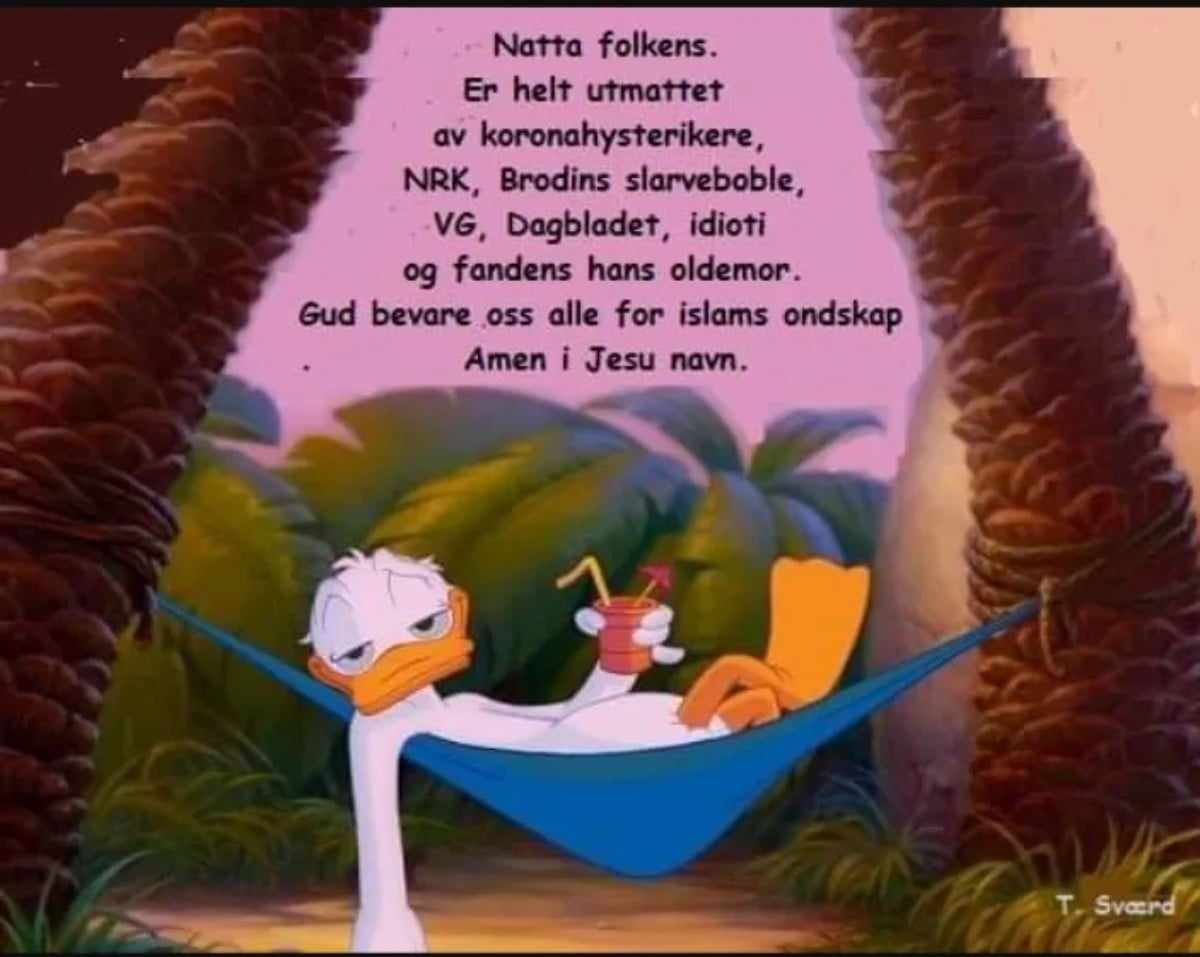 Natta folkens.
Er helt utmattet
av koronahysterikere,
NRK, Brodins slarveboble,
VG, Dagbladet, idioti
og fandens hans oldemor.
Gud bevare oss alle for islams ondskap
Amen i Jesu navn.
T. Sværd